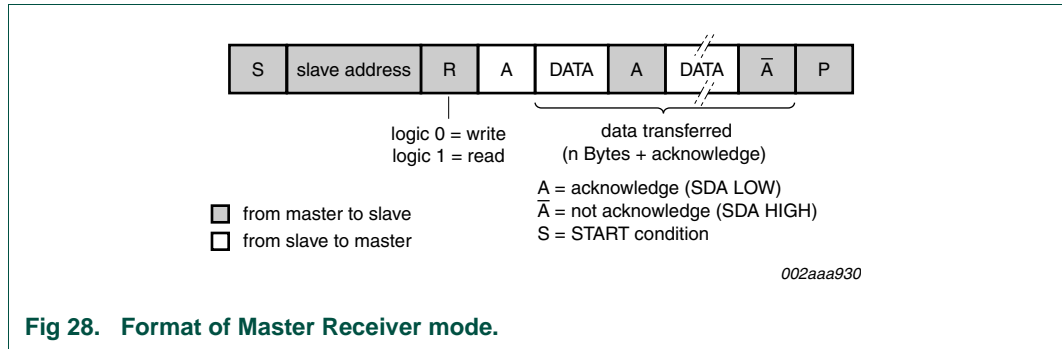 S slave address R A DATA A DATA A̅ P
logic 0 = write
logic 1 = read
data transferred
(n Bytes + acknowledge)
A = acknowledge (SDA LOW)
A̅ = not acknowledge (SDA HIGH)
S = START condition
from master to slave
from slave to master
002aaa930
Fig 28. Format of Master Receiver mode.